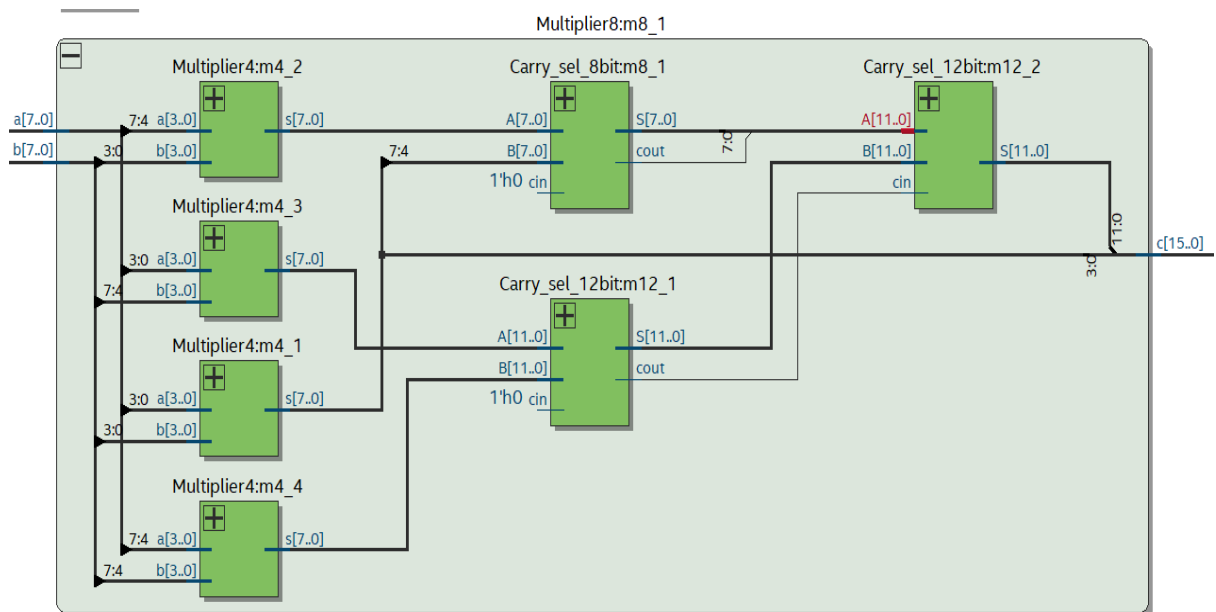 Multiplier8:m8_1
Multiplier4:m4_2
Carry_sel_8bit:m8_1
Carry_sel_12bit:m12_2
a[7..0]
7:4
a[3..0]
s[7..0]
A[7..0]
S[7..0]
A[11..0]
b[7..0]
3:0
b[3..0]
7:4
B[7..0]
cout
7:0
B[11..0]
S[11..0]
1'h0
cin
cin
Multiplier4:m4_3
3:0
a[3..0]
s[7..0]
7:4
b[3..0]
11:0
c[15..0]
3:0
Carry_sel_12bit:m12_1
A[11..0]
S[11..0]
B[11..0]
cout
1'h0
cin
Multiplier4:m4_1
3:0
a[3..0]
s[7..0]
3:0
b[3..0]
Multiplier4:m4_4
7:4
a[3..0]
s[7..0]
7:4
b[3..0]